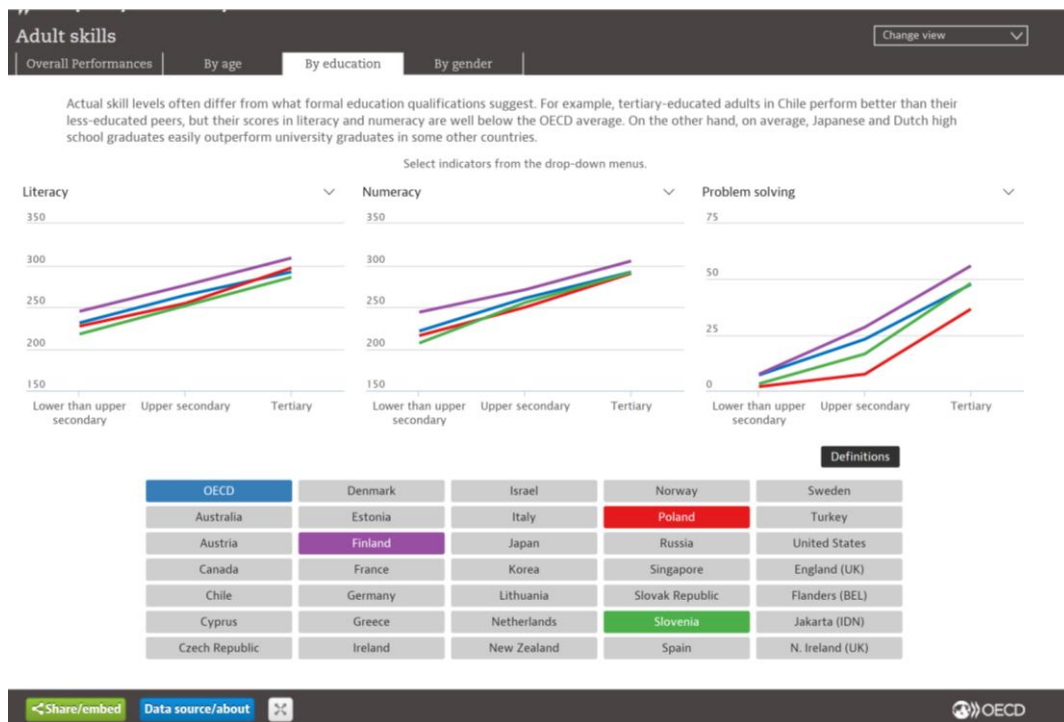 Adult skills
Change view
Overall Performances By age By education By gender
Actual skill levels often differ from what formal education qualifications suggest. For example, tertiary-educated adults in Chile perform better than their
less-educated peers, but their scores in literacy and numeracy are well below the OECD average. On the other hand, on average, Japanese and Dutch high
school graduates easily outperform university graduates in some other countries.
Select indicators from the drop-down menus.
Literacy
350
300
250
200
150
Lower than upper
secondary
Upper secondary
Tertiary
Numeracy
350
300
250
200
150
Lower than upper
secondary
Upper secondary
Tertiary
Problem solving
75
50
25
0
Lower than upper
secondary
Upper secondary
Tertiary
Definitions
OECD Denmark Israel Norway Sweden
Australia Estonia Italy Poland Turkey
Austria Finland Japan Russia United States
Canada France Korea Singapore England (UK)
Chile Germany Lithuania Slovak Republic Flanders (BEL)
Cyprus Greece Netherlands Slovenia Jakarta (IDN)
Czech Republic Ireland New Zealand Spain N. Ireland (UK)
Share/embed Data source/about OECD